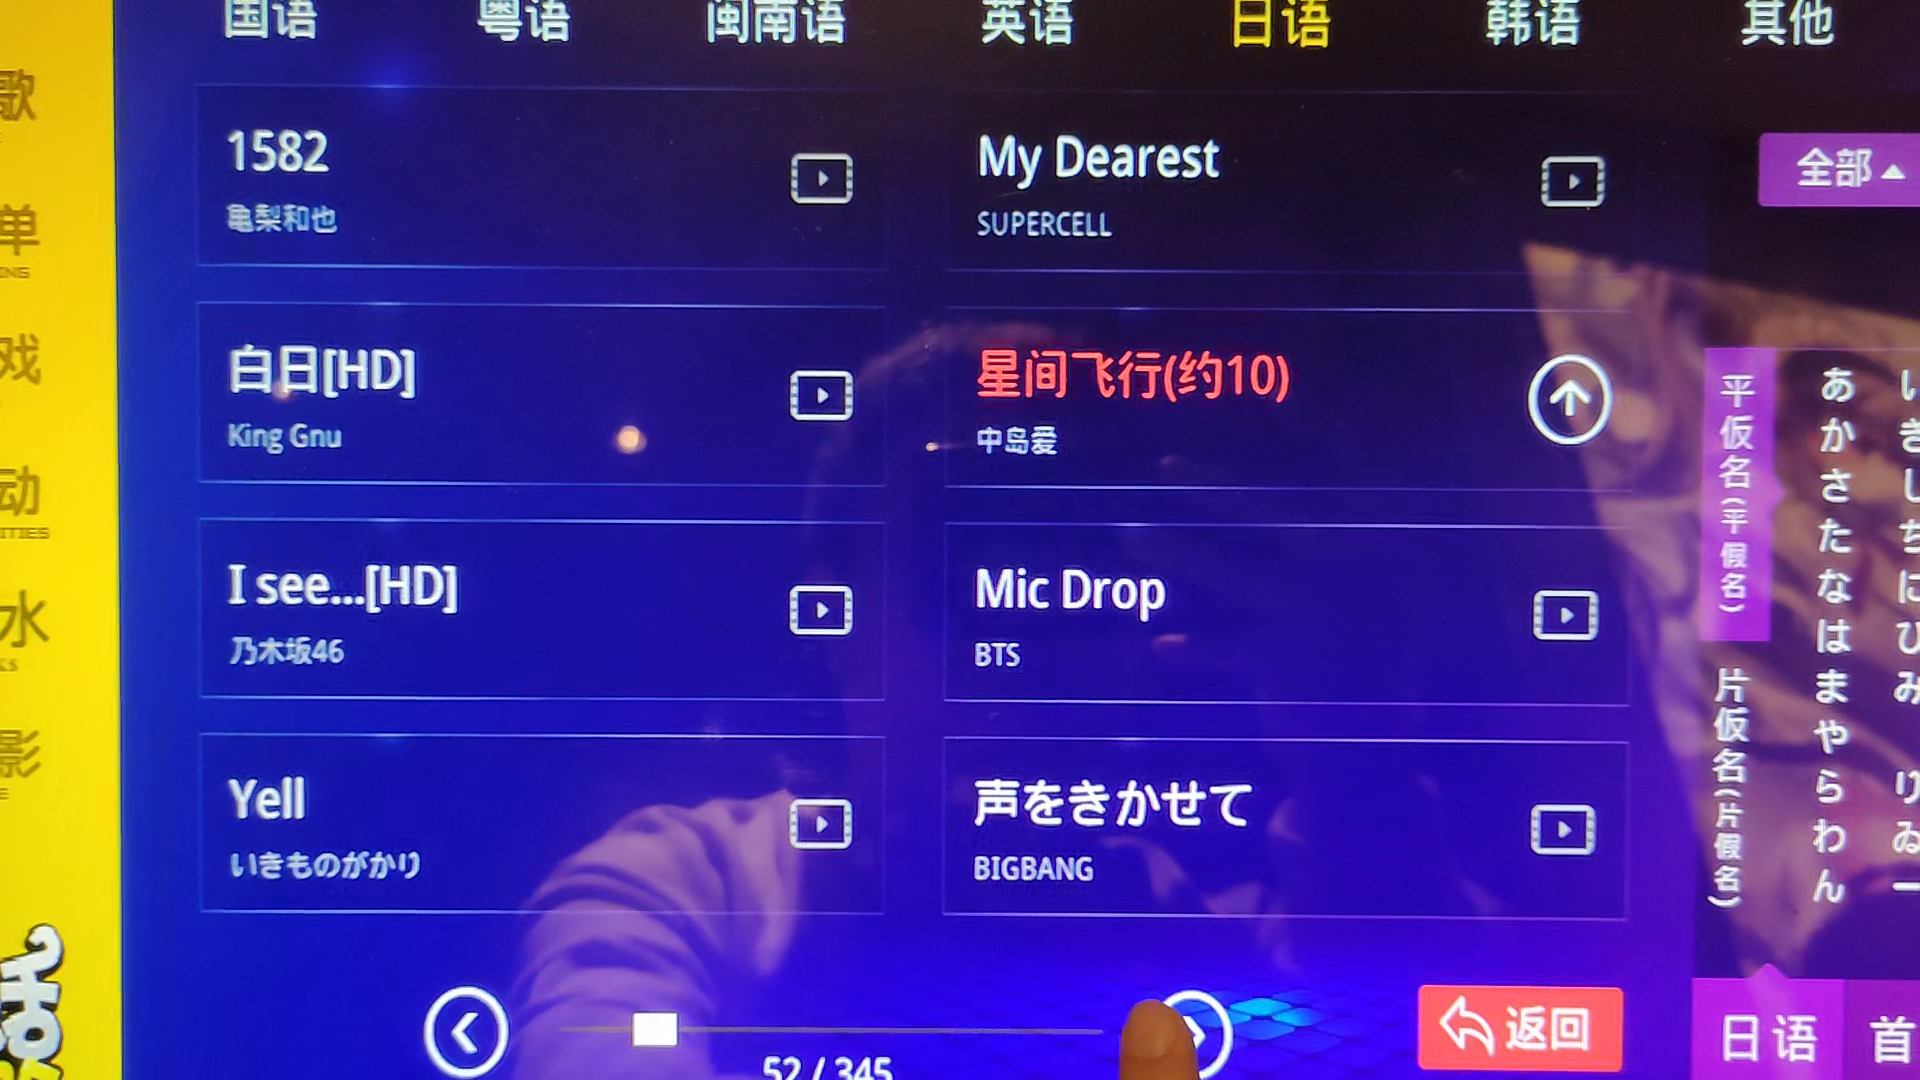 国语 粤语 闽南语 英语 日语 韩语 其他
歌
单
戏
动
水
影
1582
亀梨和也
My Dearest
SUPERCELL
白日[HD]
King Gnu
星间飞行(约10)
中岛爱
I see...[HD]
乃木坂46
Mic Drop
BTS
Yell
いきものがかり
声をきかせて
BIGBANG
52 / 345
返回
全部
平仮名(平假名)
片仮名(片假名)
あかさたなはまやらわん
いきしちにひみ りゐー
日语 首